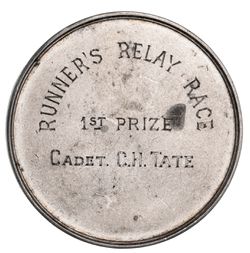 RUNNER'S RELAY RACE
1ST PRIZE
CADET. C.H. TATE